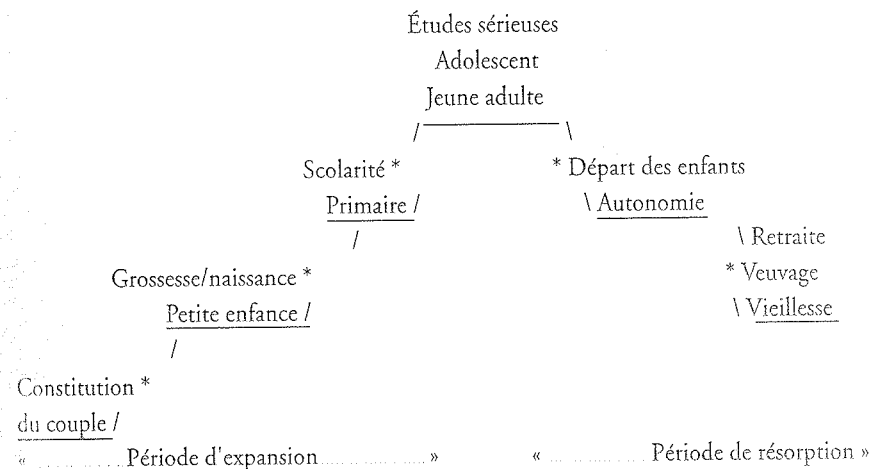 Études sérieuses
Adolescent
Jeune adulte
/ \
Scolarité * * Départ des enfants
Primaire / \ Autonomie
/ \ Retraite
Grossesse/naissance * * Veuvage
Petite enfance / \ Vieillesse
/
Constitution *
du couple /
« ............ Période d'expansion .................. » « .................. Période de résorption »